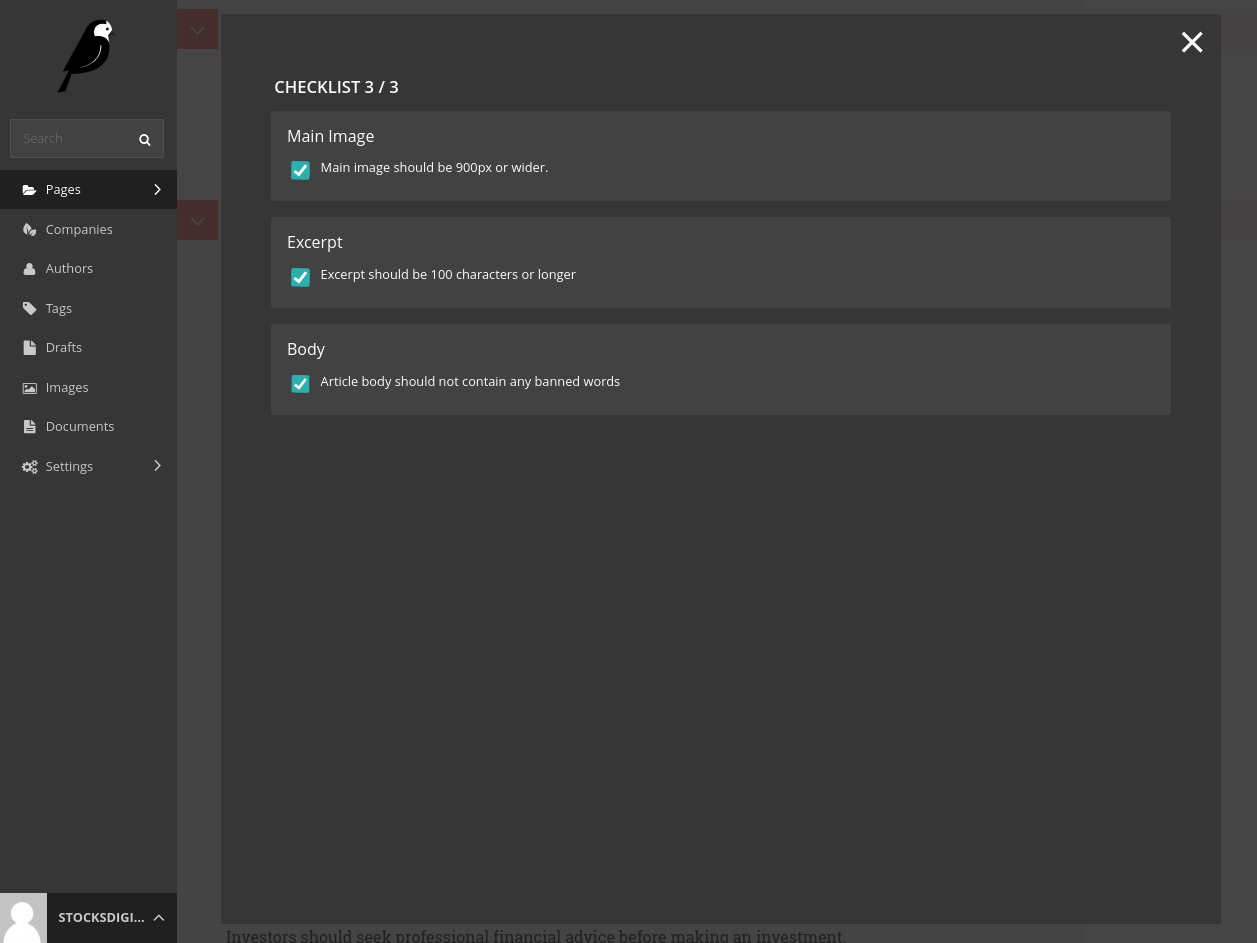 Search
Pages
Companies
Authors
Tags
Drafts
Images
Documents
Settings
STOCKSDIGI...
CHECKLIST 3 / 3
Main Image
Main image should be 900px or wider.
Excerpt
Excerpt should be 100 characters or longer
Body
Article body should not contain any banned words
Investors should seek professional financial advice before making an investment.